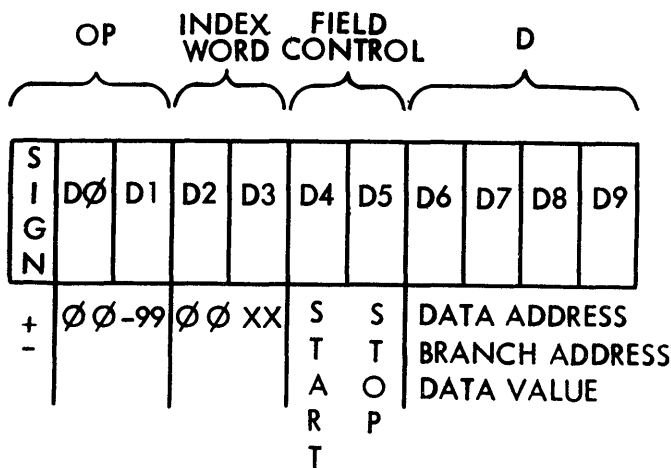 OP INDEX WORD FIELD CONTROL D
SIGN DØ D1 D2 D3 D4 D5 D6 D7 D8 D9
+ ØØ-99 ØØ XX START STOP DATA ADDRESS
- BRANCH ADDRESS
DATA VALUE